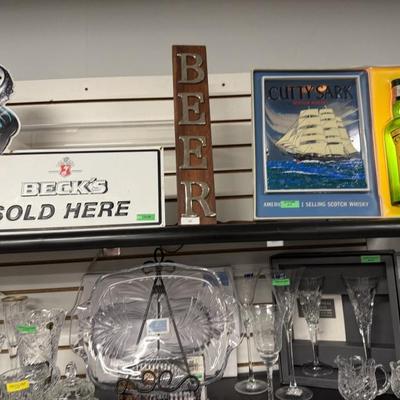 BEER
CUTTY SARK
BECK'S
SOLD HERE
SELLING SCOTCH WHISKY